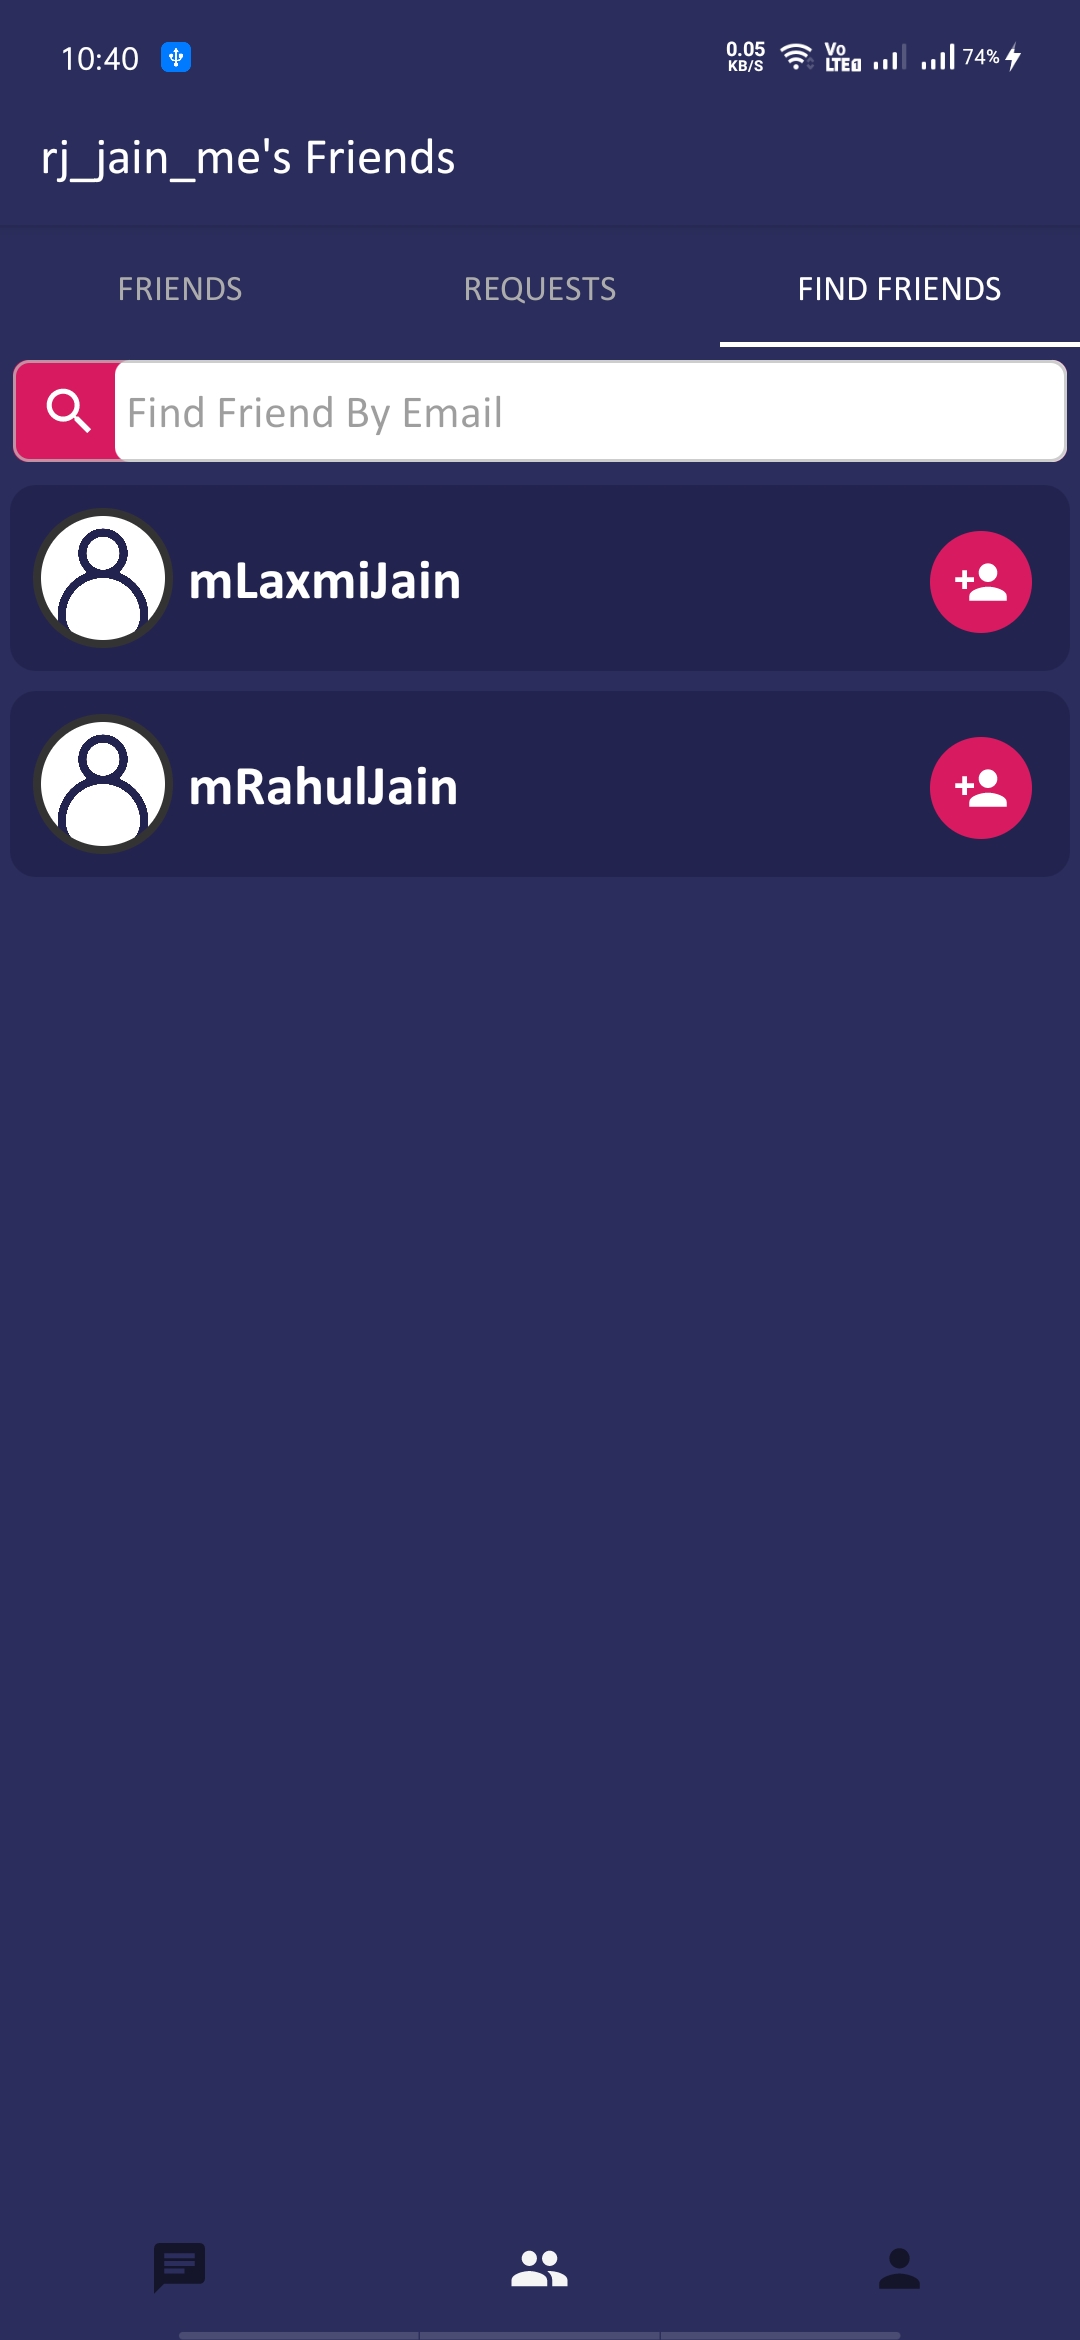 10:40
0.05 KB/S Vo LTE1 74%
rj_jain_me's Friends
FRIENDS REQUESTS FIND FRIENDS
Find Friend By Email
mLaxmiJain
mRahulJain